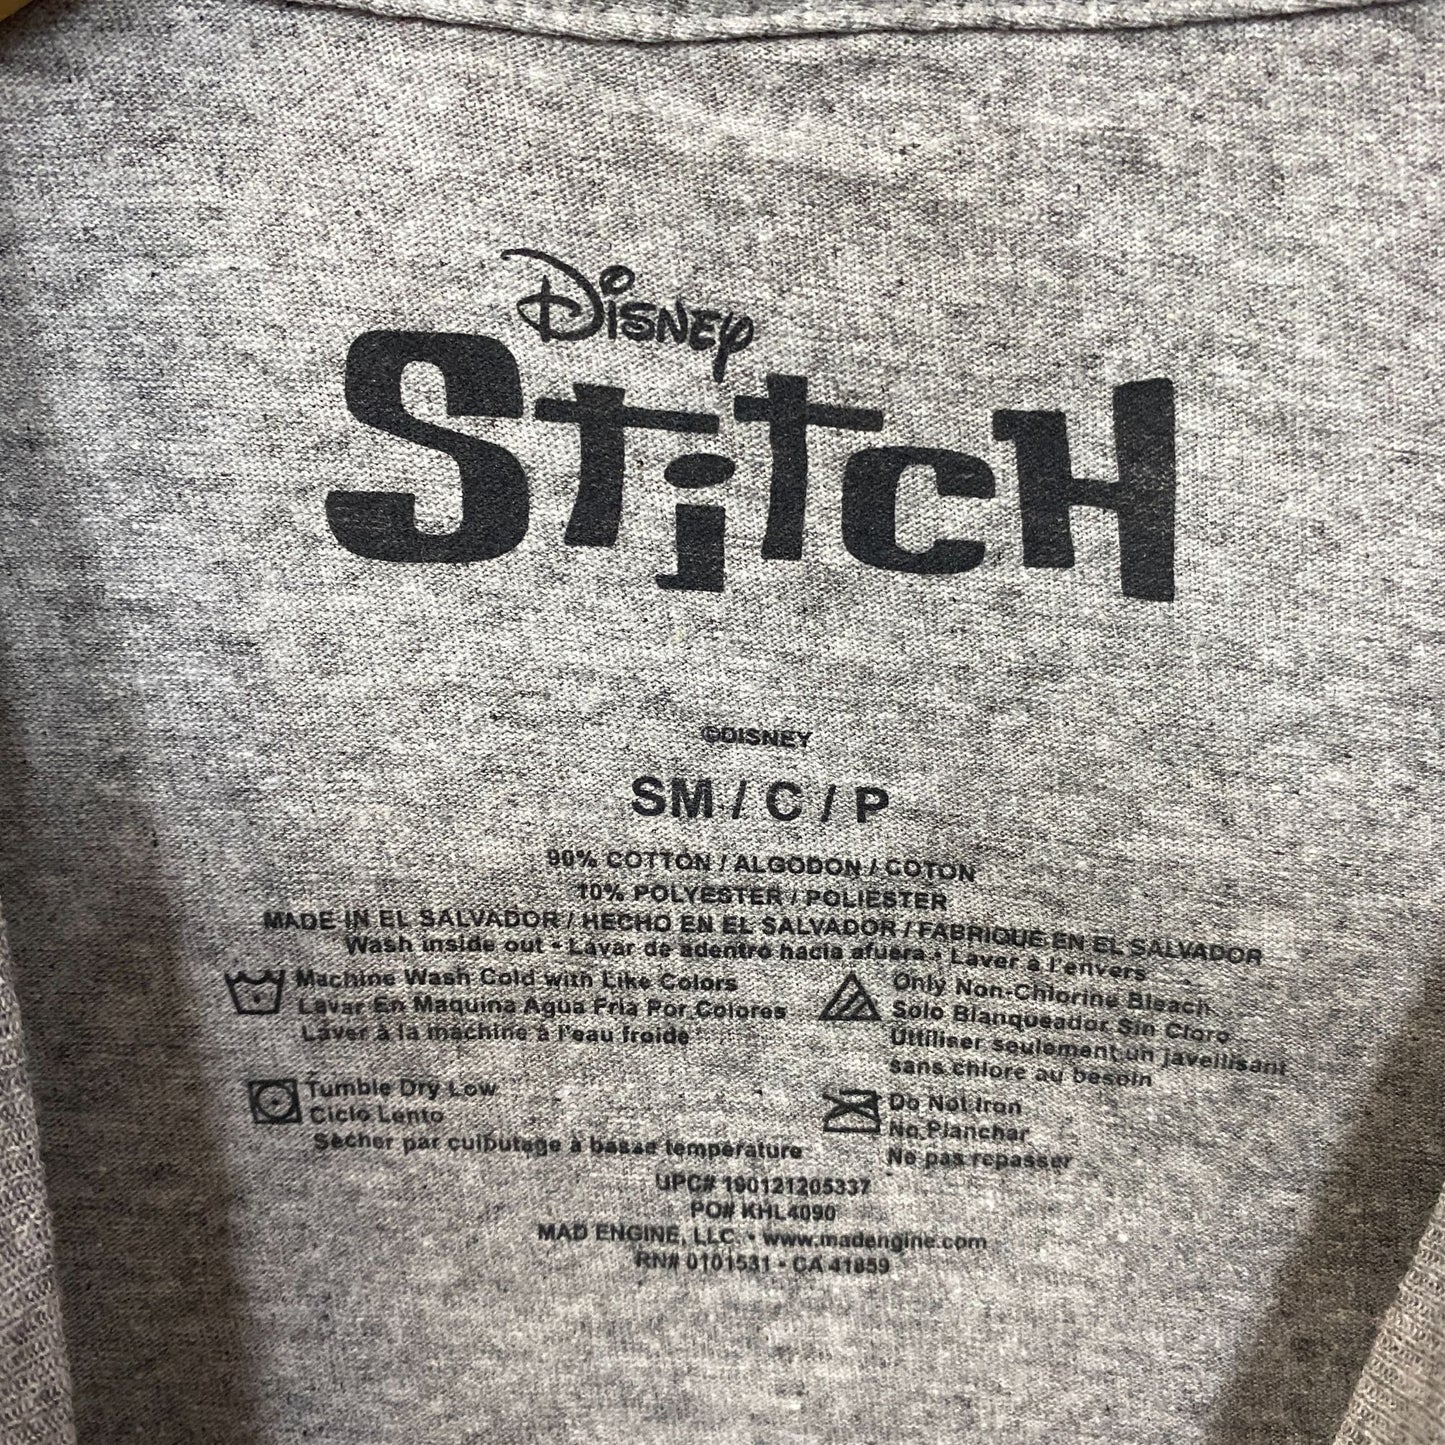 Disney
Stitch
©DISNEY
SM / C / P
90% COTTON / ALGODON / COTON
10% POLYESTER / POLIESTER
MADE IN EL SALVADOR / HECHO EN EL SALVADOR / FABRIQUE EN EL SALVADOR
Wash inside out • Lavar de adentro hacia afuera • Laver à l'envers
Machine Wash Cold with Like Colors
Lavar En Maquina Agua Fria Por Colores
Laver à la machine à l'eau froide
Only Non-Chlorine Bleach
Solo Blanqueador Sin Cloro
Uttiliser seulement un javellisant
sans chlore au besoin
Tumble Dry Low
Ciclo Lento
Sècher par culbutage à basse température
Do Not Iron
No Planchar
Ne pas repasser
UPC# 190121205337
PO# KHL4090
MAD ENGINE, LLC. • www.madengine.com
RN# 0101531 • CA 41859